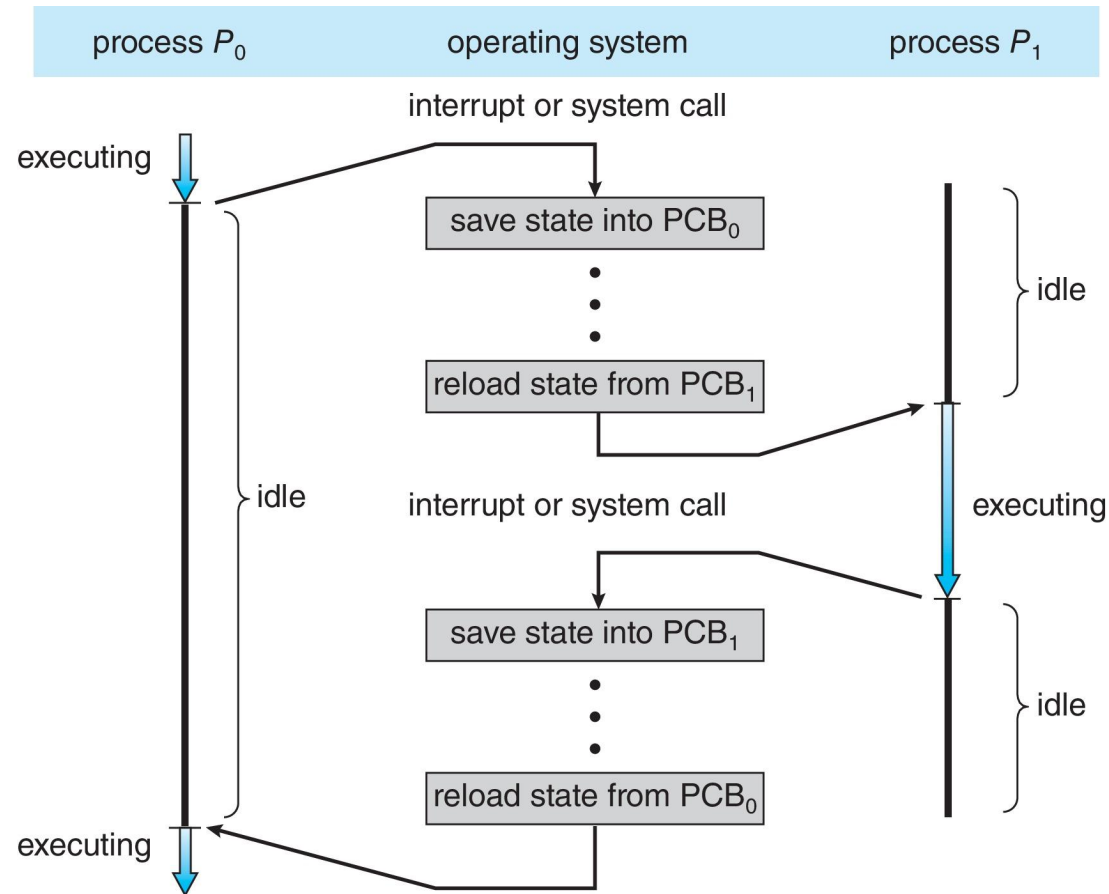 process P₀
operating system
process P₁
interrupt or system call
executing
save state into PCB₀
idle
reload state from PCB₁
idle
interrupt or system call
executing
save state into PCB₁
idle
reload state from PCB₀
executing